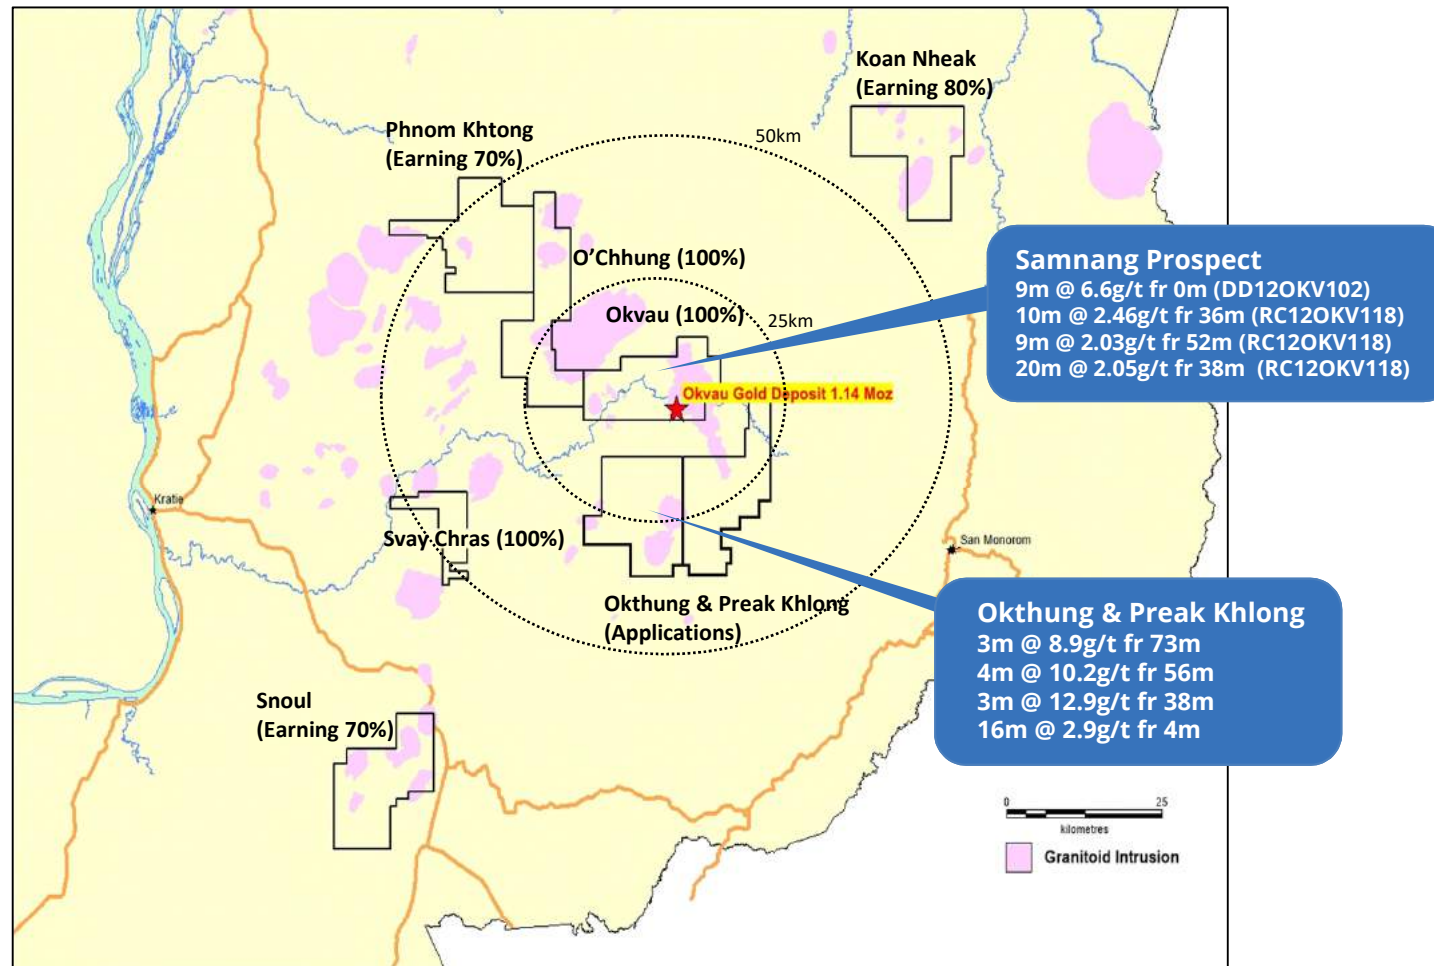 Koan Nheak
(Earning 80%)
Phnom Khtong
(Earning 70%)
50km
O'Chhung (100%)
Okvau (100%)
25km
Okvau Gold Deposit 1.14 Moz
Samnang Prospect
9m @ 6.6g/t fr 0m (DD12OKV102)
10m @ 2.46g/t fr 36m (RC12OKV118)
9m @ 2.03g/t fr 52m (RC12OKV118)
20m @ 2.05g/t fr 38m (RC12OKV118)
Kratie
Svay Chras (100%)
San Monorom
Okthung & Preak Khlong
(Applications)
Okthung & Preak Khlong
3m @ 8.9g/t fr 73m
4m @ 10.2g/t fr 56m
3m @ 12.9g/t fr 38m
16m @ 2.9g/t fr 4m
Snoul
(Earning 70%)
0 25
kilometres
Granitoid Intrusion